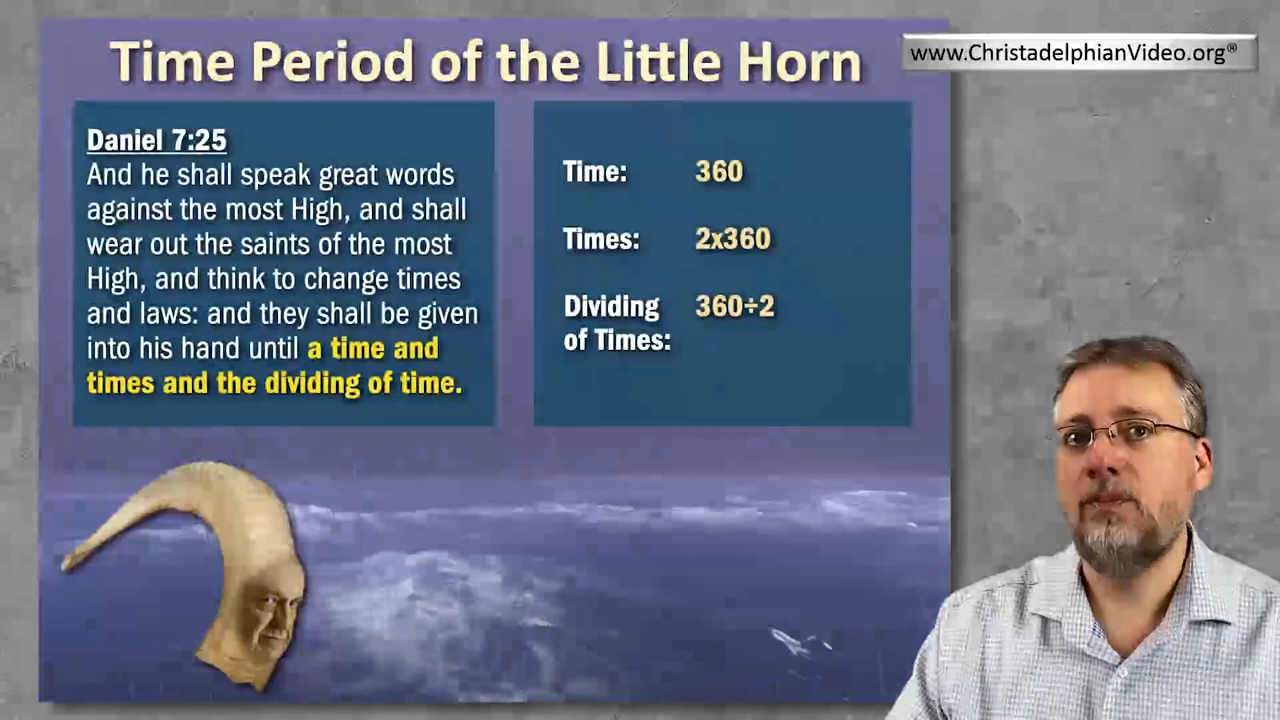 Time Period of the Little Horn
www.ChristadelphianVideo.org®
Daniel 7:25
And he shall speak great words
against the most High, and shall
wear out the saints of the most
High, and think to change times
and laws: and they shall be given
into his hand until a time and
times and the dividing of time.
Time: 360
Times: 2x360
Dividing 360÷2
of Times: